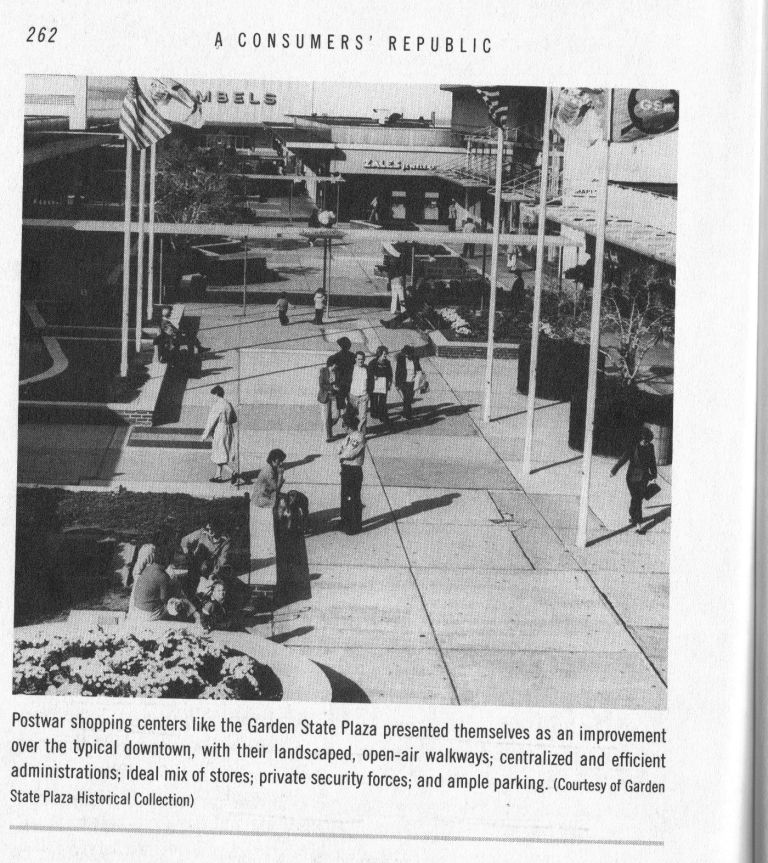 262
A CONSUMERS' REPUBLIC
MBELS
ZALES
Postwar shopping centers like the Garden State Plaza presented themselves as an improvement
over the typical downtown, with their landscaped, open-air walkways; centralized and efficient
administrations; ideal mix of stores; private security forces; and ample parking. (Courtesy of Garden
State Plaza Historical Collection)